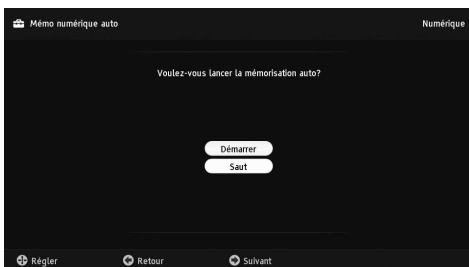 Mémo numérique auto
Numérique
Voulez-vous lancer la mémorisation auto?
Démarrer
Saut
Régler
Retour
Suivant